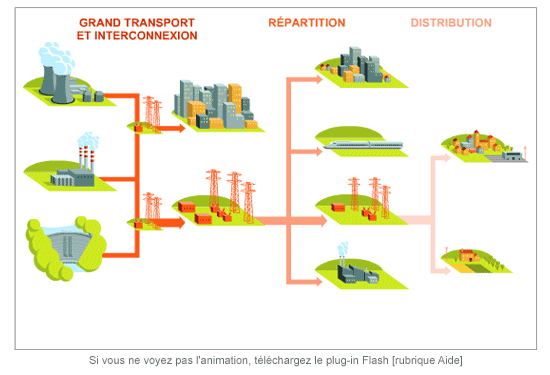 GRAND TRANSPORT
ET INTERCONNEXION
RÉPARTITION
DISTRIBUTION
Si vous ne voyez pas l'animation, téléchargez le plug-in Flash [rubrique Aide]